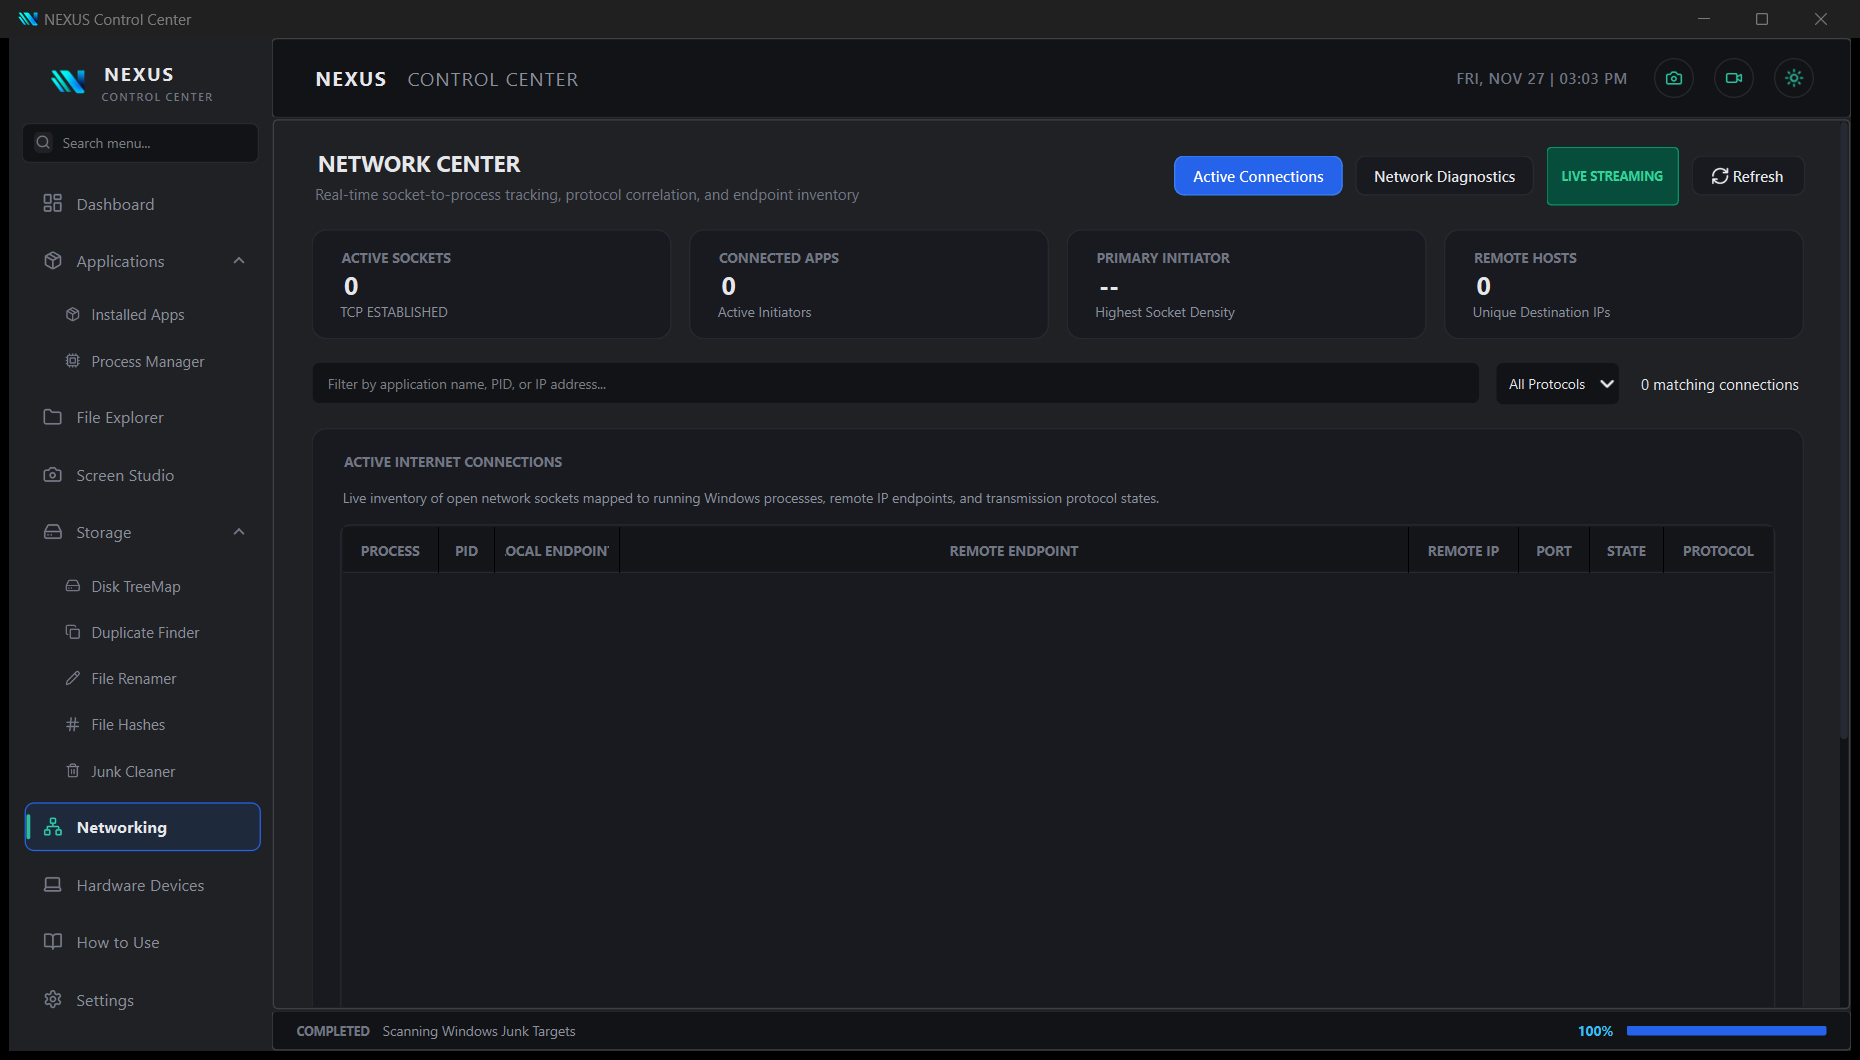 NEXUS Control Center
NEXUS
CONTROL CENTER
Search menu...
Dashboard
Applications
Installed Apps
Process Manager
File Explorer
Screen Studio
Storage
Disk TreeMap
Duplicate Finder
File Renamer
File Hashes
Junk Cleaner
Networking
Hardware Devices
How to Use
Settings
NEXUS CONTROL CENTER
FRI, NOV 27 | 03:03 PM
NETWORK CENTER
Real-time socket-to-process tracking, protocol correlation, and endpoint inventory
Active Connections
Network Diagnostics
LIVE STREAMING
Refresh
ACTIVE SOCKETS
0
TCP ESTABLISHED
CONNECTED APPS
0
Active Initiators
PRIMARY INITIATOR
--
Highest Socket Density
REMOTE HOSTS
0
Unique Destination IPs
Filter by application name, PID, or IP address...
All Protocols
0 matching connections
ACTIVE INTERNET CONNECTIONS
Live inventory of open network sockets mapped to running Windows processes, remote IP endpoints, and transmission protocol states.
PROCESS PID OCAL ENDPOIN REMOTE ENDPOINT REMOTE IP PORT STATE PROTOCOL
COMPLETED Scanning Windows Junk Targets
100%